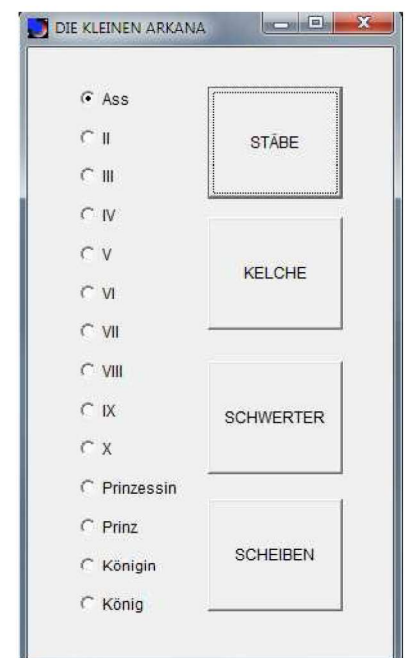 DIE KLEINEN ARKANA
Ass
II
III
IV
V
VI
VII
VIII
IX
X
Prinzessin
Prinz
Königin
König
STÄBE
KELCHE
SCHWERTER
SCHEIBEN